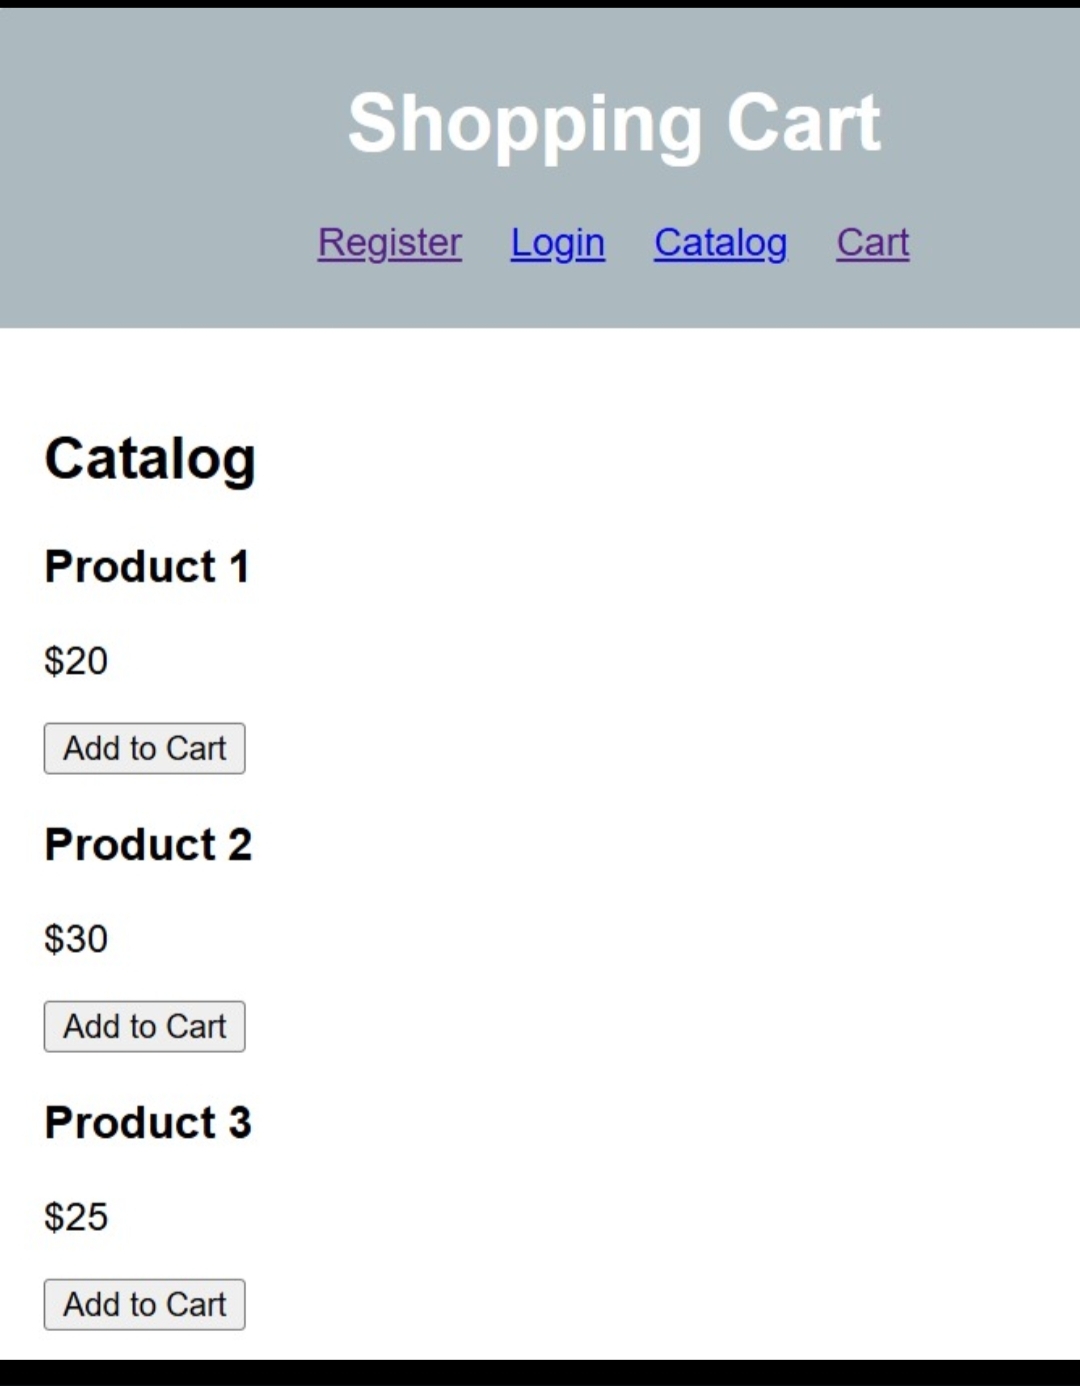 Shopping Cart
Register Login Catalog Cart
Catalog
Product 1
$20
Add to Cart
Product 2
$30
Add to Cart
Product 3
$25
Add to Cart